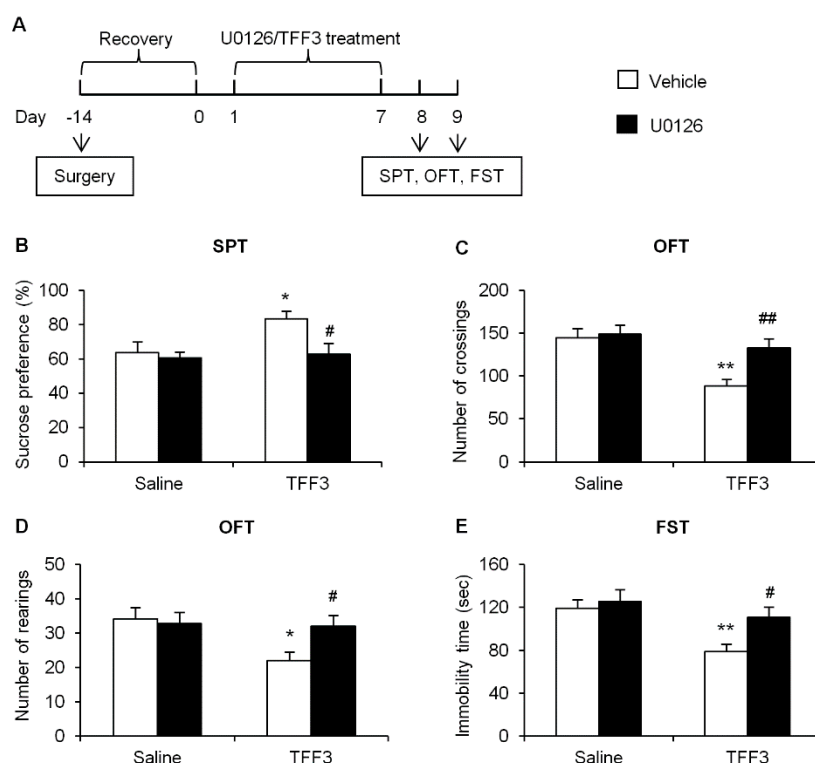 A
Recovery
U0126/TFF3 treatment
Day -14 0 1 7 8 9
Surgery
SPT, OFT, FST
Vehicle
U0126
B
SPT
Sucrose preference (%)
100
80
60
40
20
0
*
#
Saline
TFF3
C
OFT
Number of crossings
200
150
100
50
0
**
##
Saline
TFF3
D
OFT
Number of rearings
50
40
30
20
10
0
*
#
Saline
TFF3
E
FST
Immobility time (sec)
160
120
80
40
0
**
#
Saline
TFF3